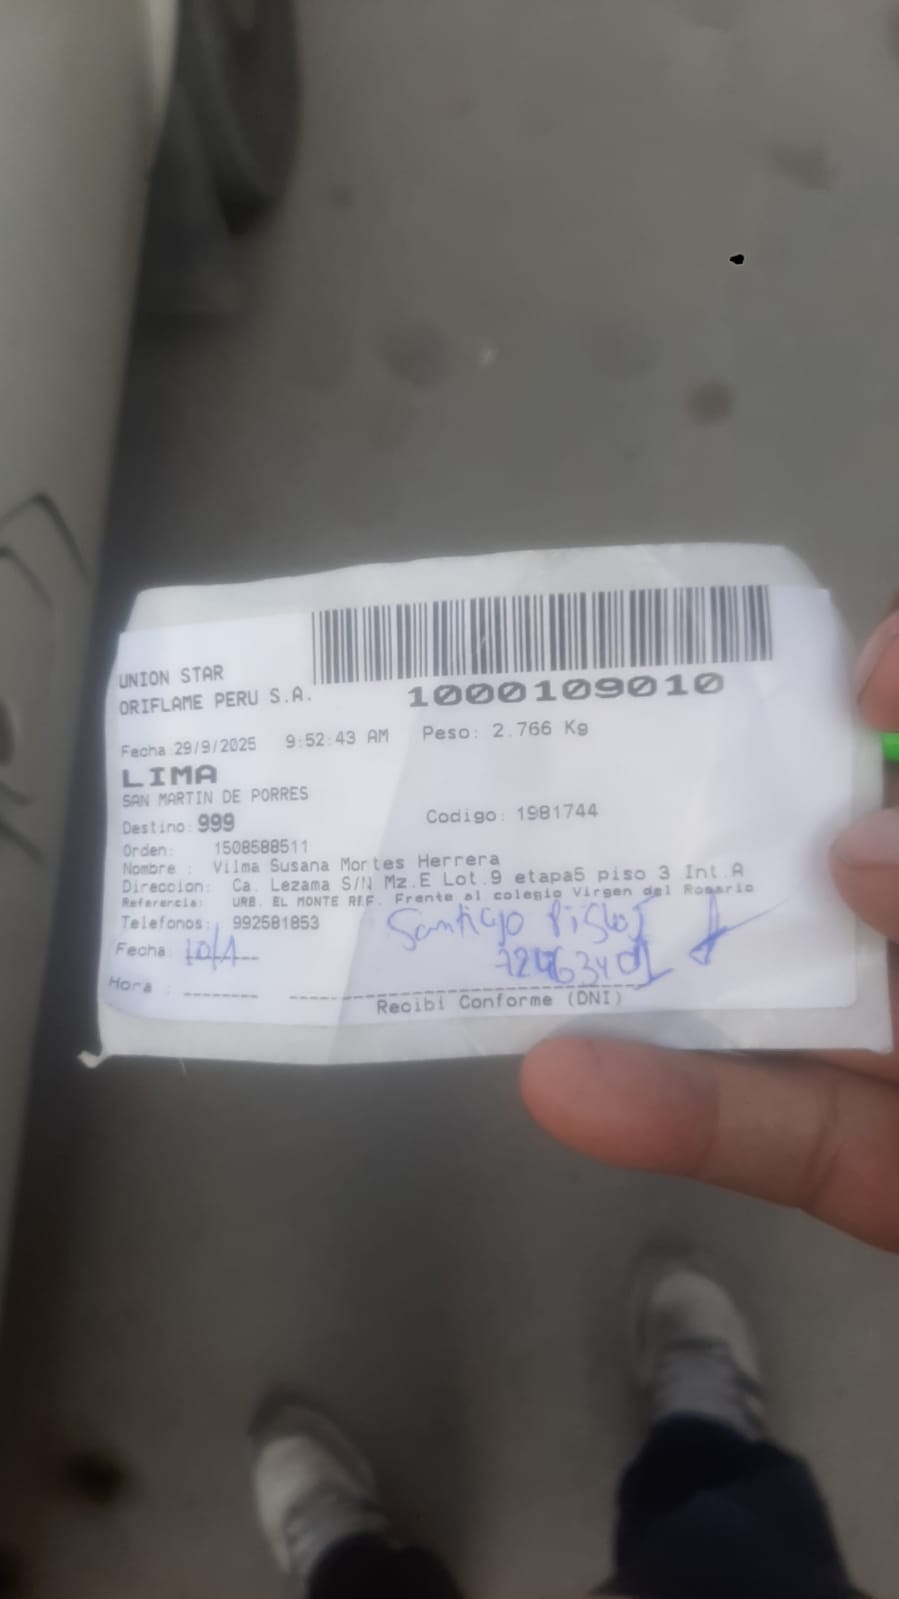 UNION STAR
ORIFLAME PERU S.A.
1000109010
Fecha:29/9/2025 9:52:43 AM Peso: 2.766 Kg
LIMA
SAN MARTIN DE PORRES
Destino: 999 Codigo: 1981744
Orden: 1508588511
Nombre : Vilma Susana Mortes Herrera
Direccion: Ca. Lezama S/N Mz.E Lot.9 etapa5 piso 3 Int.A
Referencia: URB. EL MONTE REF. Frente al colegio Virgen del Rosario
Telefonos: 992581853
Santiago
Fecha:
Hora :
Recibi Conforme (DNI)